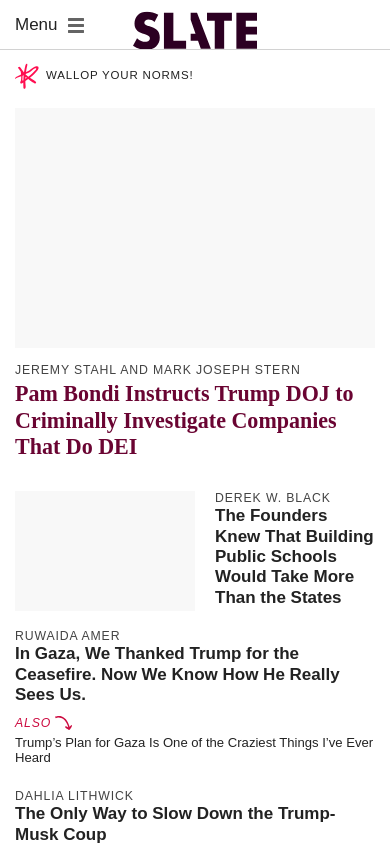 Menu
SLATE
WALLOP YOUR NORMS!
JEREMY STAHL AND MARK JOSEPH STERN
Pam Bondi Instructs Trump DOJ to
Criminally Investigate Companies
That Do DEI
DEREK W. BLACK
The Founders
Knew That Building
Public Schools
Would Take More
Than the States
RUWAIDA AMER
In Gaza, We Thanked Trump for the
Ceasefire. Now We Know How He Really
Sees Us.
ALSO
Trump’s Plan for Gaza Is One of the Craziest Things I’ve Ever
Heard
DAHLIA LITHWICK
The Only Way to Slow Down the Trump-
Musk Coup